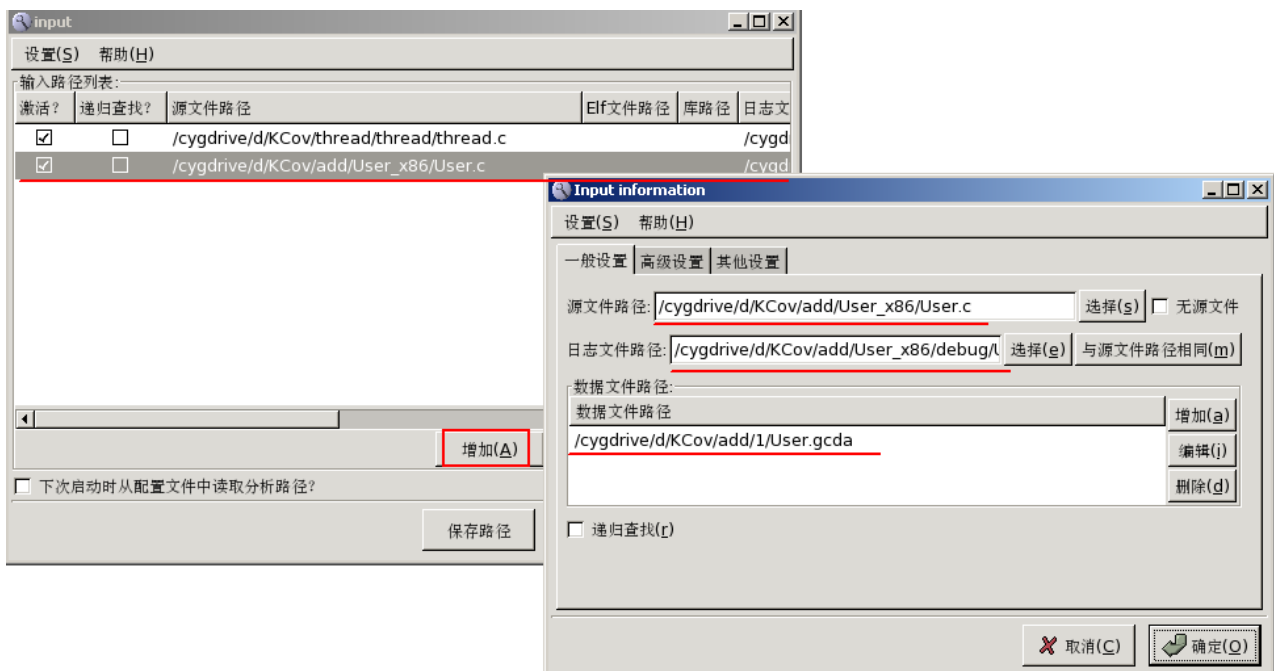 input
设置(S) 帮助(H)
输入路径列表:
激活? 递归查找? 源文件路径 Elf文件路径 库路径 日志文
/cygdrive/d/KCov/thread/thread/thread.c /cygd
/cygdrive/d/KCov/add/User_x86/User.c /cygd
增加(A)
下次启动时从配置文件中读取分析路径?
保存路径
Input information
设置(S) 帮助(H)
一般设置 高级设置 其他设置
源文件路径: /cygdrive/d/KCov/add/User_x86/User.c 选择(s) 无源文件
日志文件路径: /cygdrive/d/KCov/add/User_x86/debug/U 选择(e) 与源文件路径相同(m)
数据文件路径:
数据文件路径 增加(a)
/cygdrive/d/KCov/add/1/User.gcda 编辑(i)
删除(d)
递归查找(r)
取消(C) 确定(O)